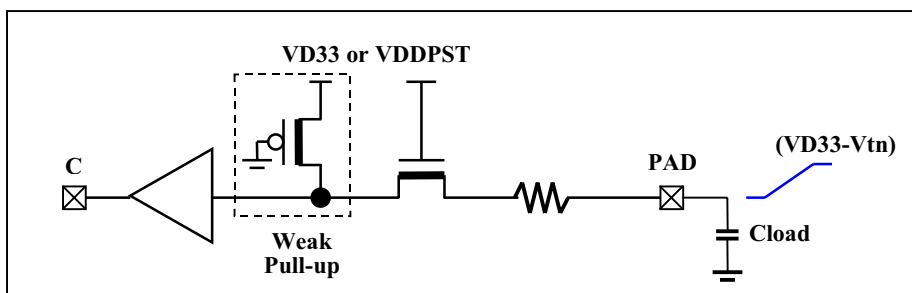 VD33 or VDDPST
C
PAD
(VD33-Vtn)
Weak
Pull-up
Cload